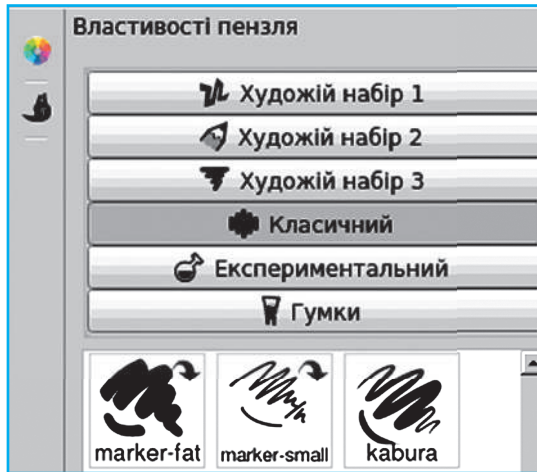 Властивості пензля
Художій набір 1
Художій набір 2
Художій набір 3
Класичний
Експериментальний
Гумки
marker-fat
marker-small
kabura